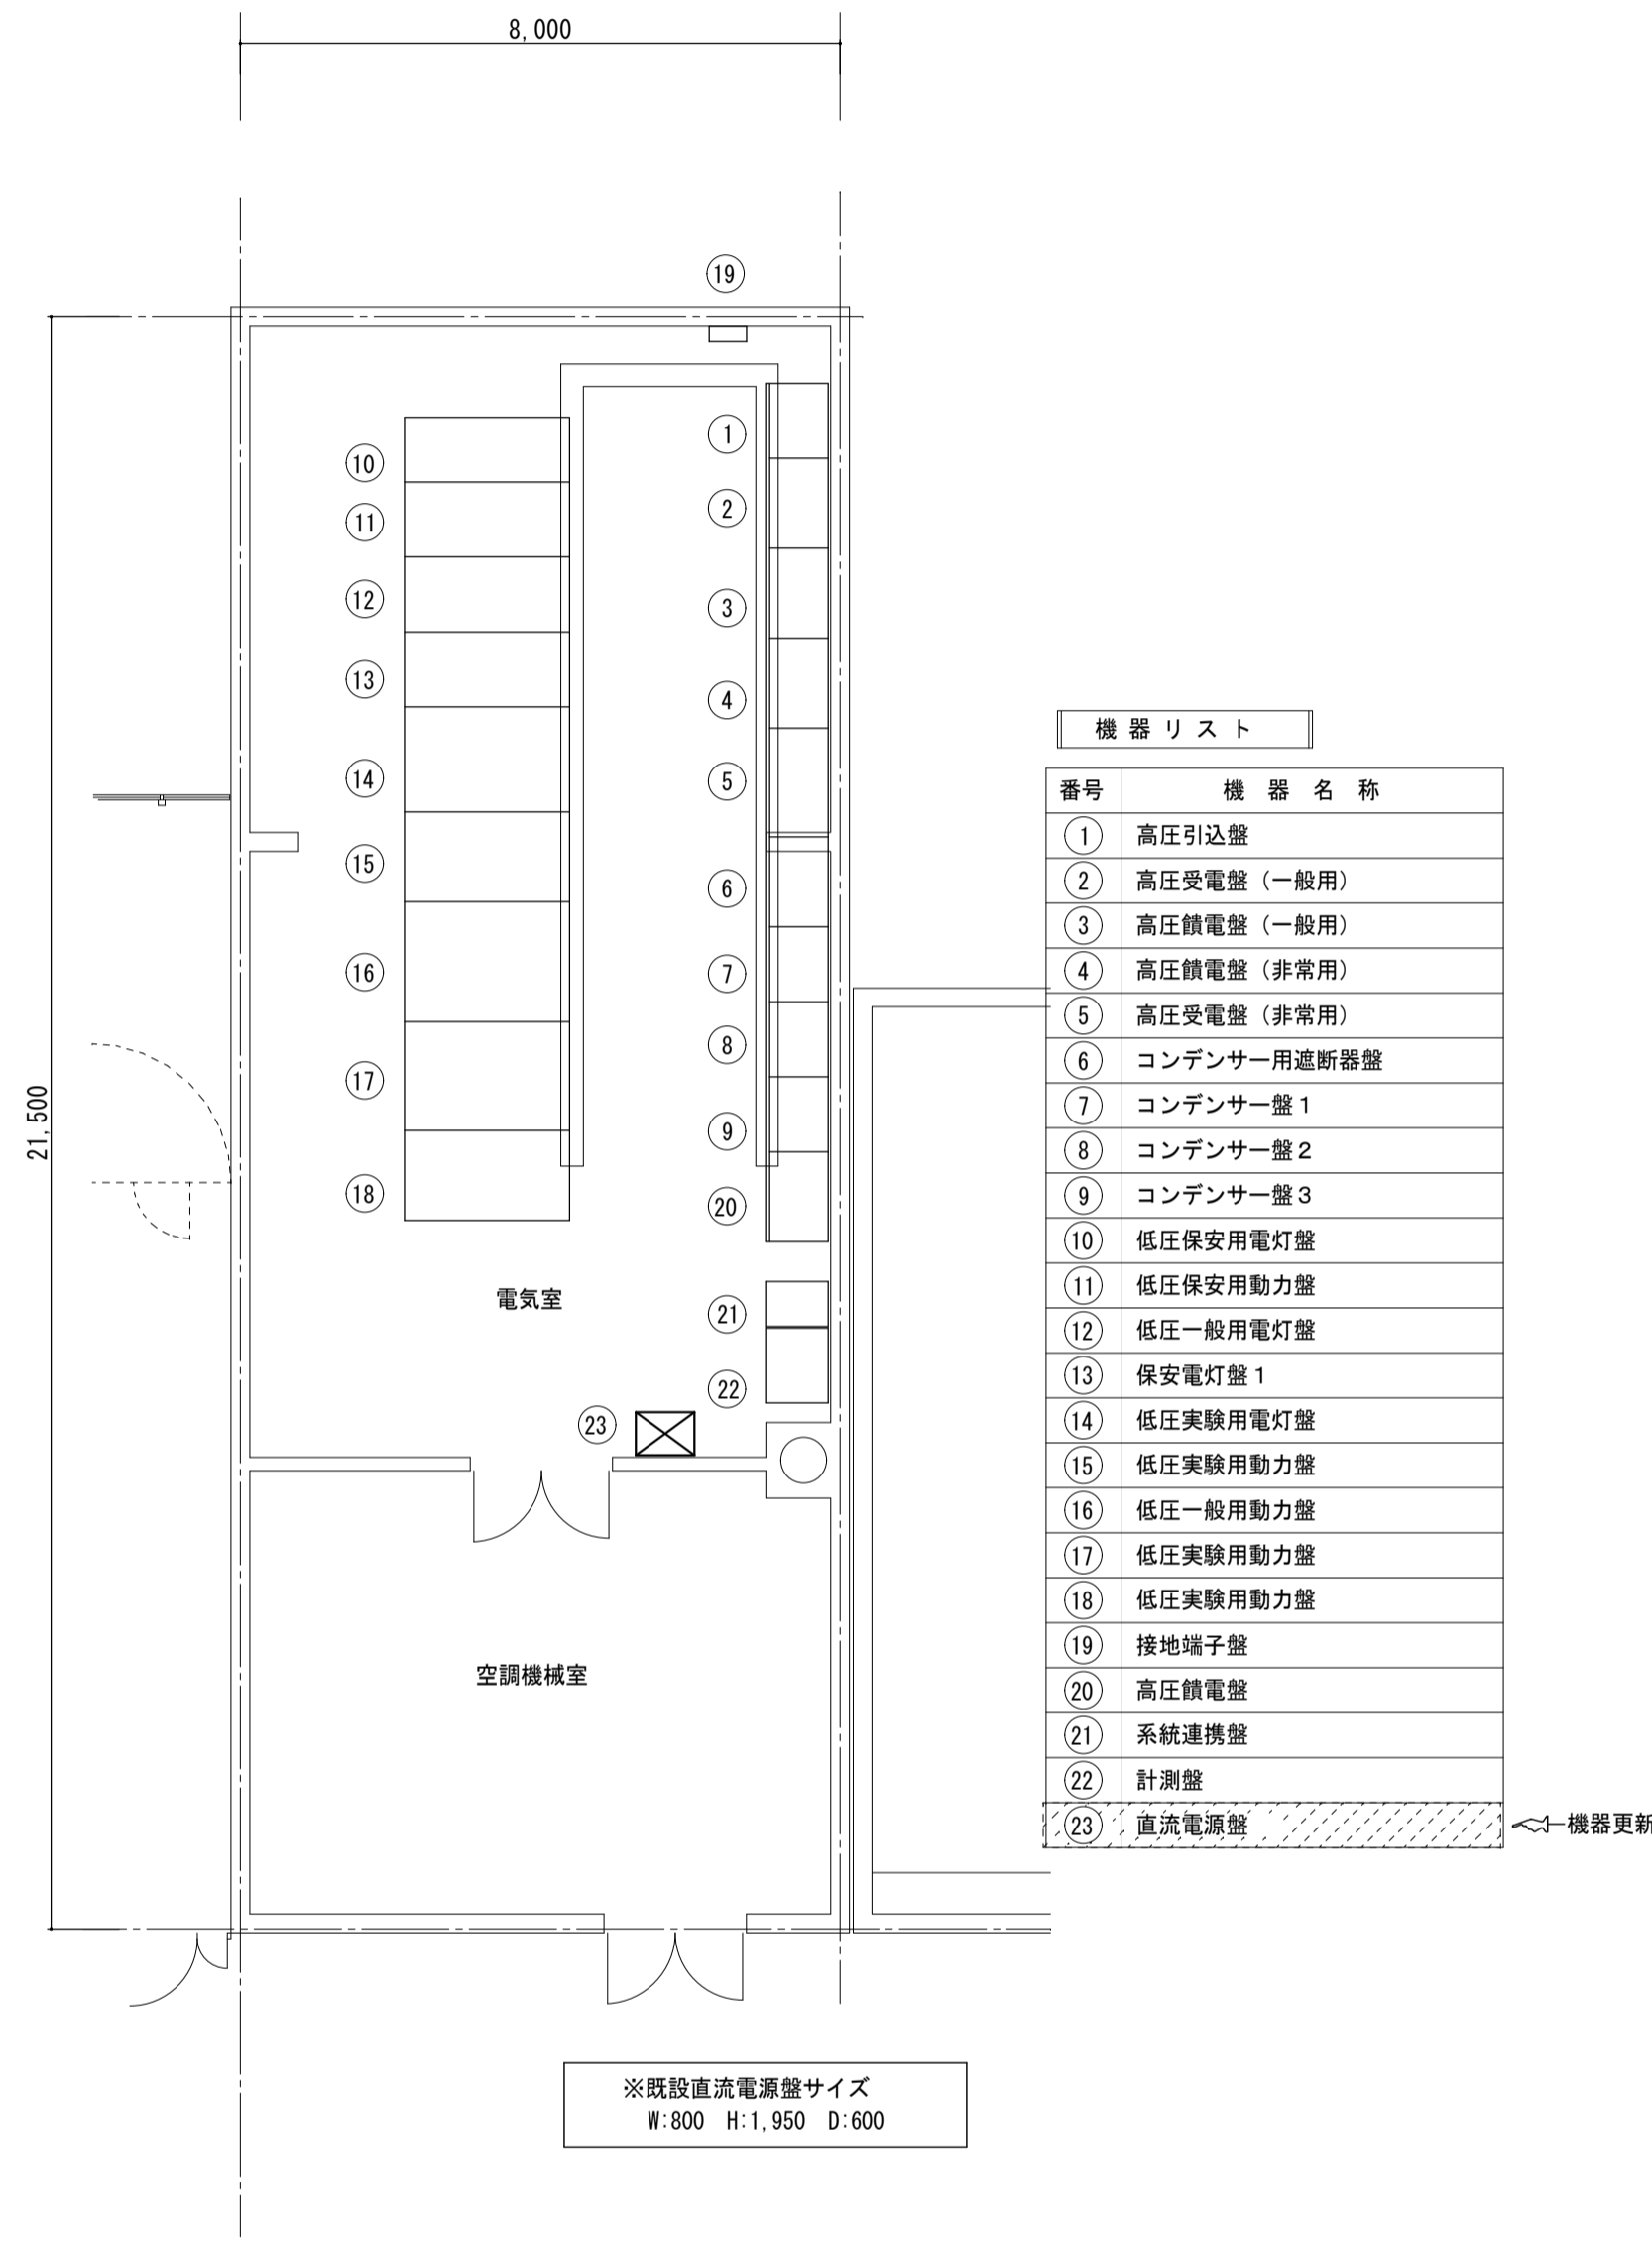 8,000
⑲
①
⑩
②
⑪
⑫
③
⑬
④
⑭
⑤
⑮
⑥
⑯
⑦
⑧
⑰
⑨
⑱
⑳
21,500
電気室
㉑
㉒
㉓
空調機械室
機器リスト
番号 機器名称
① 高圧引込盤
② 高圧受電盤（一般用）
③ 高圧饋電盤（一般用）
④ 高圧饋電盤（非常用）
⑤ 高圧受電盤（非常用）
⑥ コンデンサー用遮断器盤
⑦ コンデンサー盤１
⑧ コンデンサー盤２
⑨ コンデンサー盤３
⑩ 低圧保安用電灯盤
⑪ 低圧保安用動力盤
⑫ 低圧一般用電灯盤
⑬ 保安電灯盤１
⑭ 低圧実験用電灯盤
⑮ 低圧実験用動力盤
⑯ 低圧一般用動力盤
⑰ 低圧実験用動力盤
⑱ 低圧実験用動力盤
⑲ 接地端子盤
⑳ 高圧饋電盤
㉑ 系統連携盤
㉒ 計測盤
㉓ 直流電源盤
機器更新
※既設直流電源盤サイズ
W:800 H:1,950 D:600